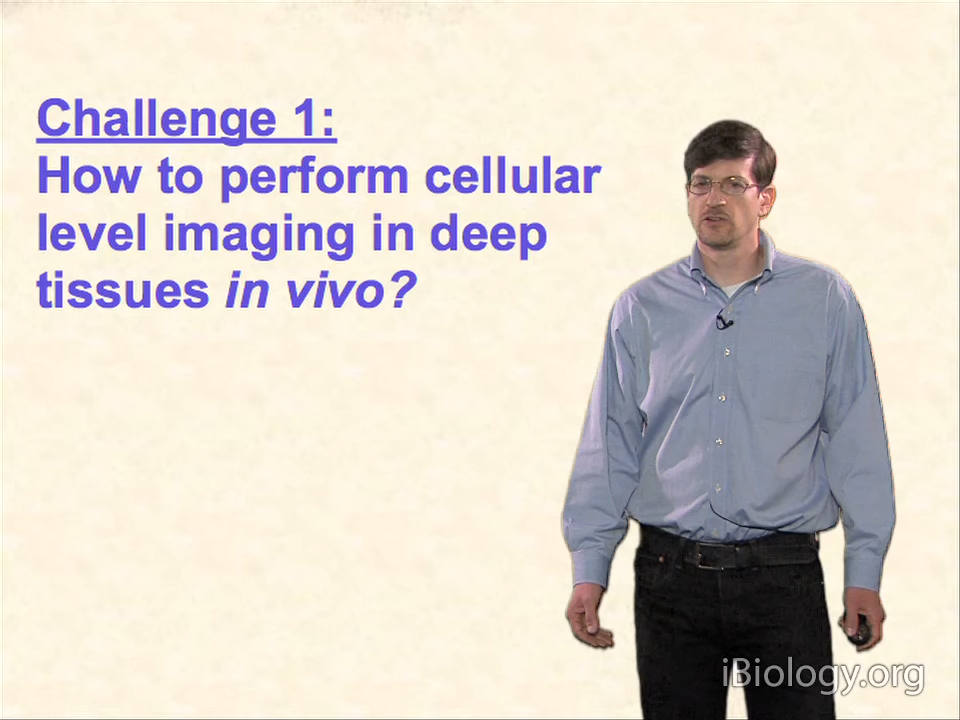 Challenge 1:
How to perform cellular
level imaging in deep
tissues in vivo?
iBiology.org